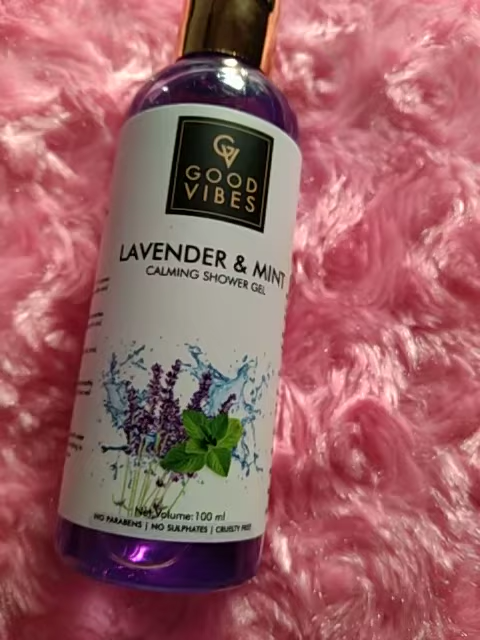 GV
GOOD
VIBES
LAVENDER & MINT
CALMING SHOWER GEL
Net Volume: 100 ml
NO PARABENS | NO SULPHATES | CRUELTY FREE